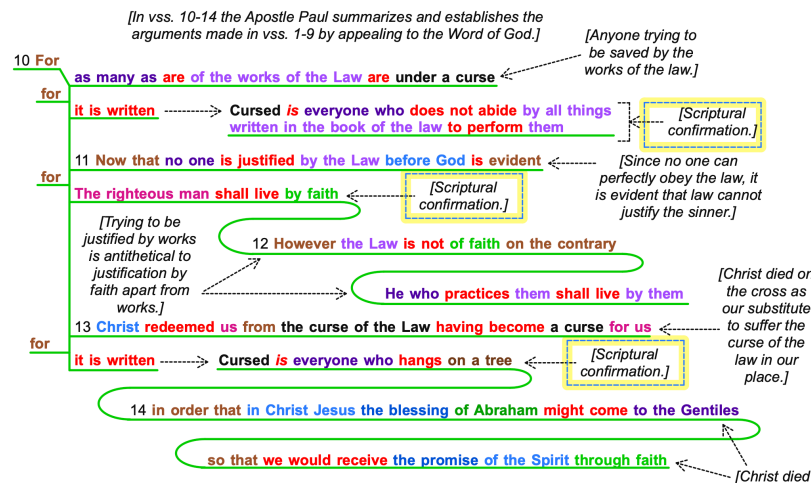 [In vss. 10-14 the Apostle Paul summarizes and establishes the
arguments made in vss. 1-9 by appealing to the Word of God.]
[Anyone trying to
be saved by the
works of the law.]
10 For
as many as are of the works of the Law are under a curse
for
it is written
Cursed is everyone who does not abide by all things
written in the book of the law to perform them
[Scriptural
confirmation.]
11 Now that no one is justified by the Law before God is evident
[Since no one can
perfectly obey the law, it
is evident that law cannot
justify the sinner.]
for
The righteous man shall live by faith
[Scriptural
confirmation.]
[Trying to be
justified by works
is antithetical to
justification by
faith apart from
works.]
12 However the Law is not of faith on the contrary
He who practices them shall live by them
[Christ died on
the cross as
our substitute
to suffer the
curse of the
law in our
place.]
13 Christ redeemed us from the curse of the Law having become a curse for us
for
it is written
Cursed is everyone who hangs on a tree
[Scriptural
confirmation.]
14 in order that in Christ Jesus the blessing of Abraham might come to the Gentiles
so that we would receive the promise of the Spirit through faith
[Christ died